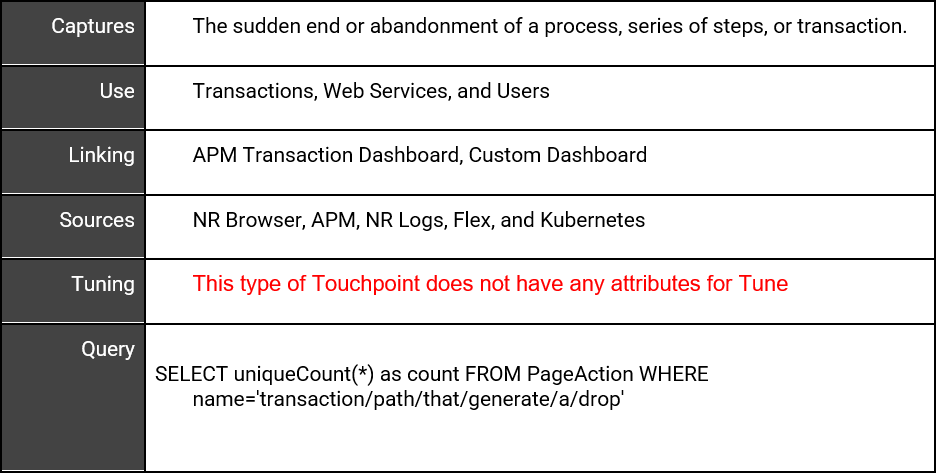 Captures
The sudden end or abandonment of a process, series of steps, or transaction.
Use
Transactions, Web Services, and Users
Linking
APM Transaction Dashboard, Custom Dashboard
Sources
NR Browser, APM, NR Logs, Flex, and Kubernetes
Tuning
This type of Touchpoint does not have any attributes for Tune
Query
SELECT uniqueCount(*) as count FROM PageAction WHERE
name='transaction/path/that/generate/a/drop'